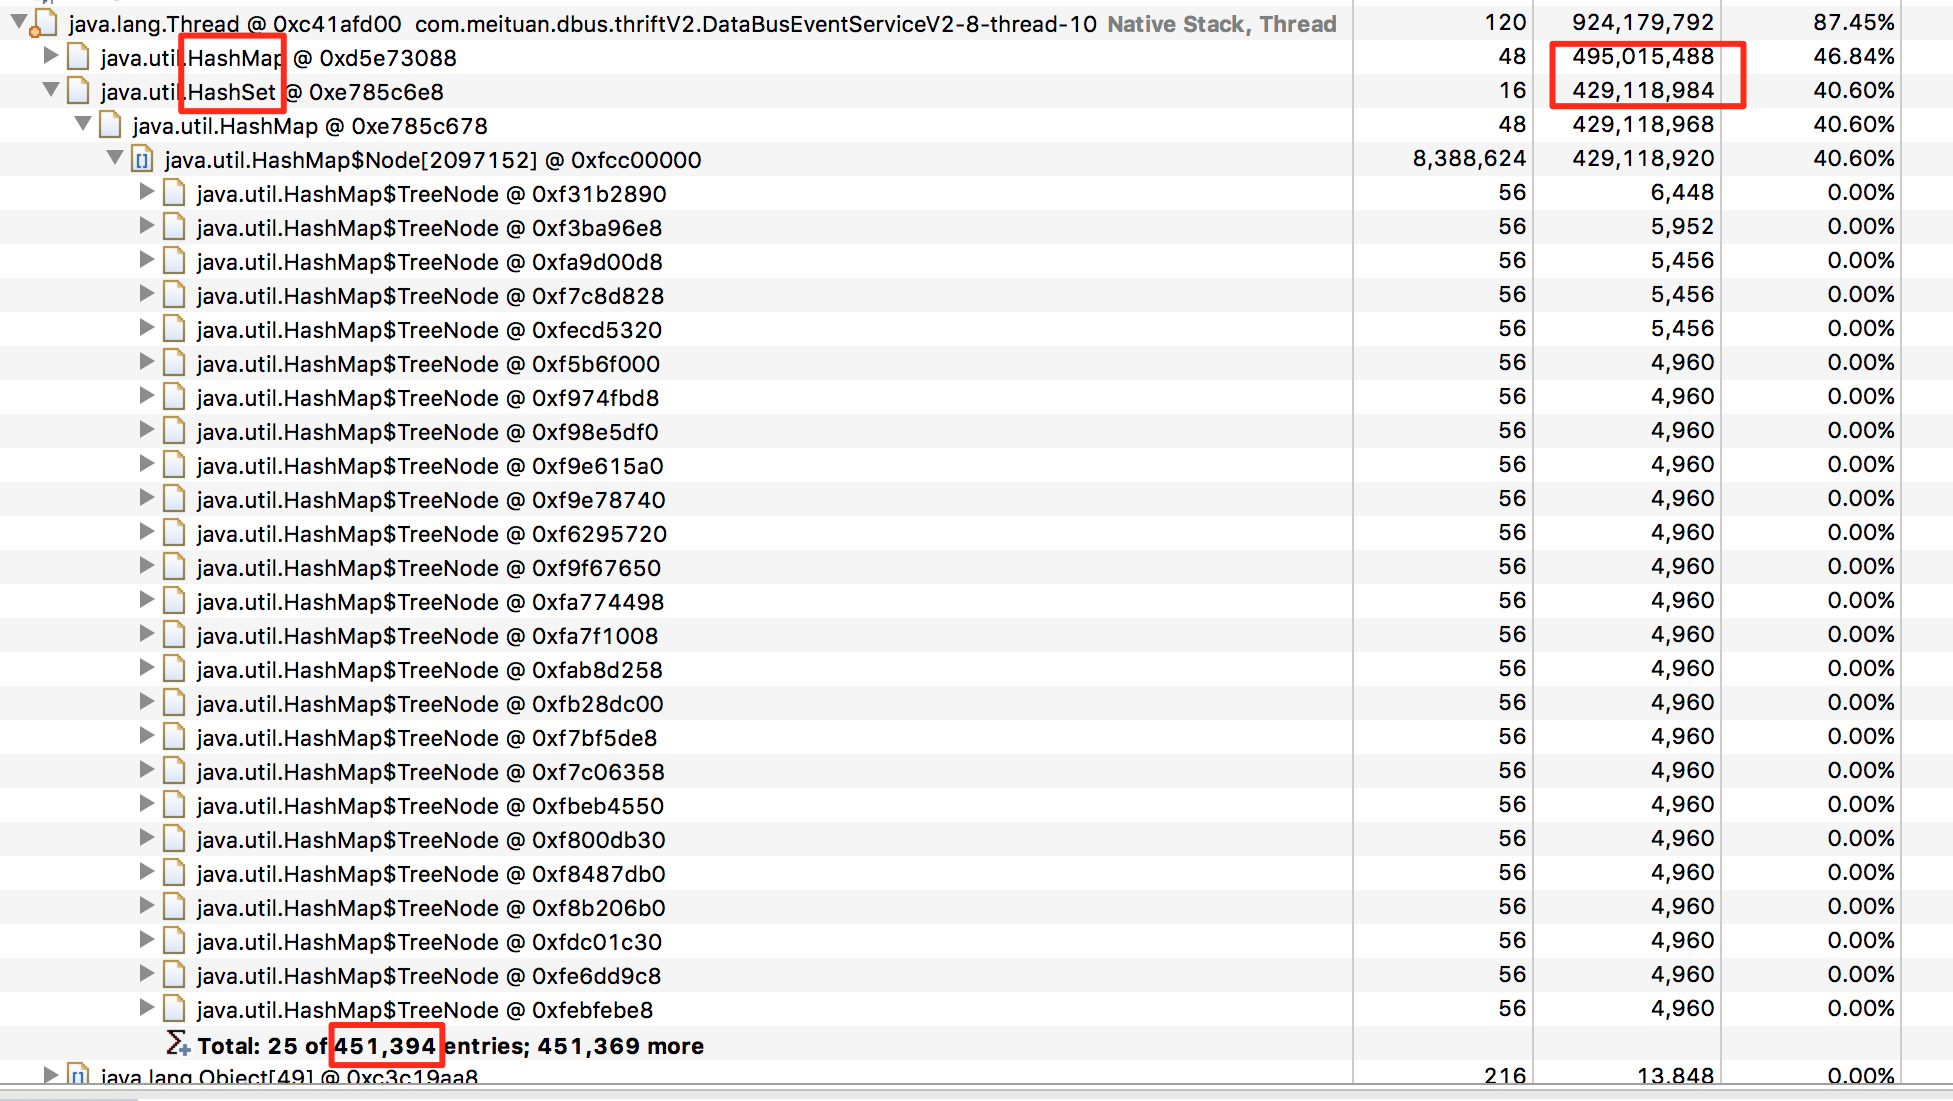 java.lang.Thread @ 0xc41afd00 com.meituan.dbus.thriftV2.DataBusEventServiceV2-8-thread-10 Native Stack, Thread 120 924,179,792 87.45%
java.util.HashMap @ 0xd5e73088 48 495,015,488 46.84%
java.util.HashSet @ 0xe785c6e8 16 429,118,984 40.60%
java.util.HashMap @ 0xe785c678 48 429,118,968 40.60%
java.util.HashMap$Node[2097152] @ 0xfcc00000 8,388,624 429,118,920 40.60%
java.util.HashMap$TreeNode @ 0xf31b2890 56 6,448 0.00%
java.util.HashMap$TreeNode @ 0xf3ba96e8 56 5,952 0.00%
java.util.HashMap$TreeNode @ 0xfa9d00d8 56 5,456 0.00%
java.util.HashMap$TreeNode @ 0xf7c8d828 56 5,456 0.00%
java.util.HashMap$TreeNode @ 0xfecd5320 56 5,456 0.00%
java.util.HashMap$TreeNode @ 0xf5b6f000 56 4,960 0.00%
java.util.HashMap$TreeNode @ 0xf974fbd8 56 4,960 0.00%
java.util.HashMap$TreeNode @ 0xf98e5df0 56 4,960 0.00%
java.util.HashMap$TreeNode @ 0xf9e615a0 56 4,960 0.00%
java.util.HashMap$TreeNode @ 0xf9e78740 56 4,960 0.00%
java.util.HashMap$TreeNode @ 0xf6295720 56 4,960 0.00%
java.util.HashMap$TreeNode @ 0xf9f67650 56 4,960 0.00%
java.util.HashMap$TreeNode @ 0xfa774498 56 4,960 0.00%
java.util.HashMap$TreeNode @ 0xfa7f1008 56 4,960 0.00%
java.util.HashMap$TreeNode @ 0xfab8d258 56 4,960 0.00%
java.util.HashMap$TreeNode @ 0xfb28dc00 56 4,960 0.00%
java.util.HashMap$TreeNode @ 0xf7bf5de8 56 4,960 0.00%
java.util.HashMap$TreeNode @ 0xf7c06358 56 4,960 0.00%
java.util.HashMap$TreeNode @ 0xfbeb4550 56 4,960 0.00%
java.util.HashMap$TreeNode @ 0xf800db30 56 4,960 0.00%
java.util.HashMap$TreeNode @ 0xf8487db0 56 4,960 0.00%
java.util.HashMap$TreeNode @ 0xf8b206b0 56 4,960 0.00%
java.util.HashMap$TreeNode @ 0xfdc01c30 56 4,960 0.00%
java.util.HashMap$TreeNode @ 0xfe6dd9c8 56 4,960 0.00%
java.util.HashMap$TreeNode @ 0xfebfebe8 56 4,960 0.00%
Total: 25 of 451,394 entries; 451,369 more
java.lang.Object[49] @ 0xc3c19aa8 216 13,848 0.00%